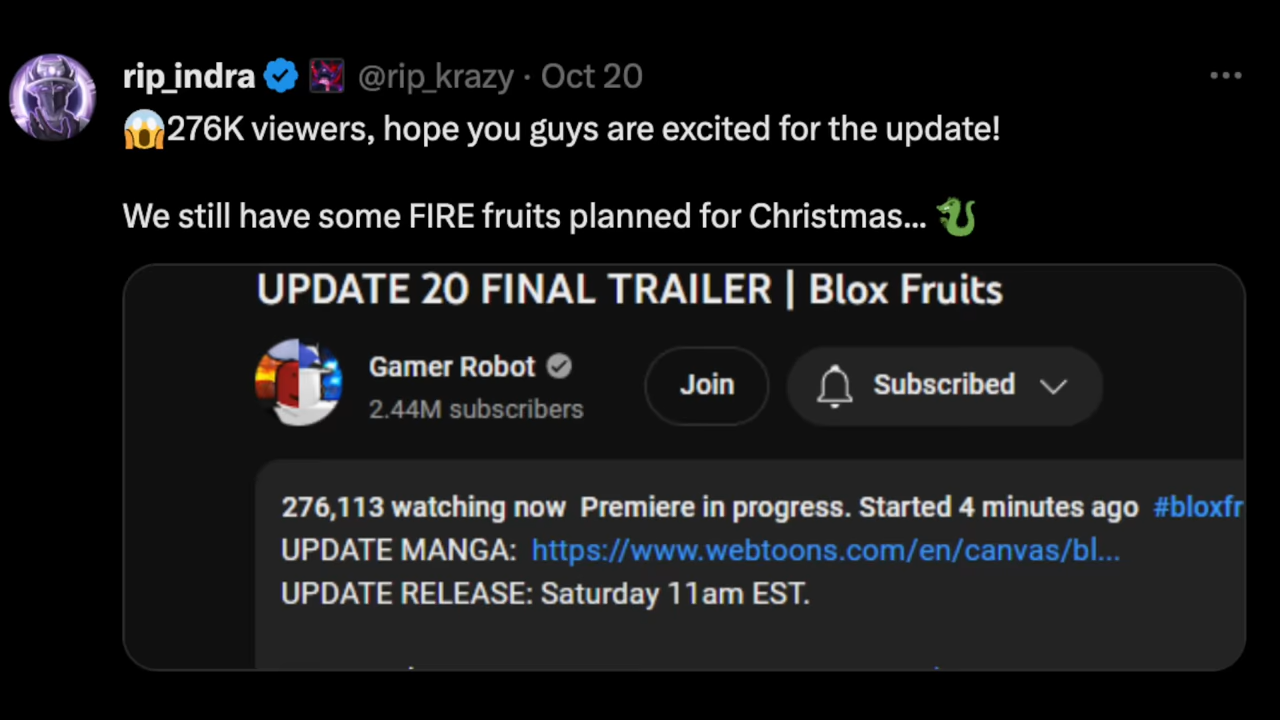 rip_indra @rip_krazy · Oct 20
😱276K viewers, hope you guys are excited for the update!
We still have some FIRE fruits planned for Christmas... 🐉
UPDATE 20 FINAL TRAILER | Blox Fruits
Gamer Robot
2.44M subscribers
Join
Subscribed
276,113 watching now Premiere in progress. Started 4 minutes ago #bloxfr
UPDATE MANGA: https://www.webtoons.com/en/canvas/bl...
UPDATE RELEASE: Saturday 11am EST.